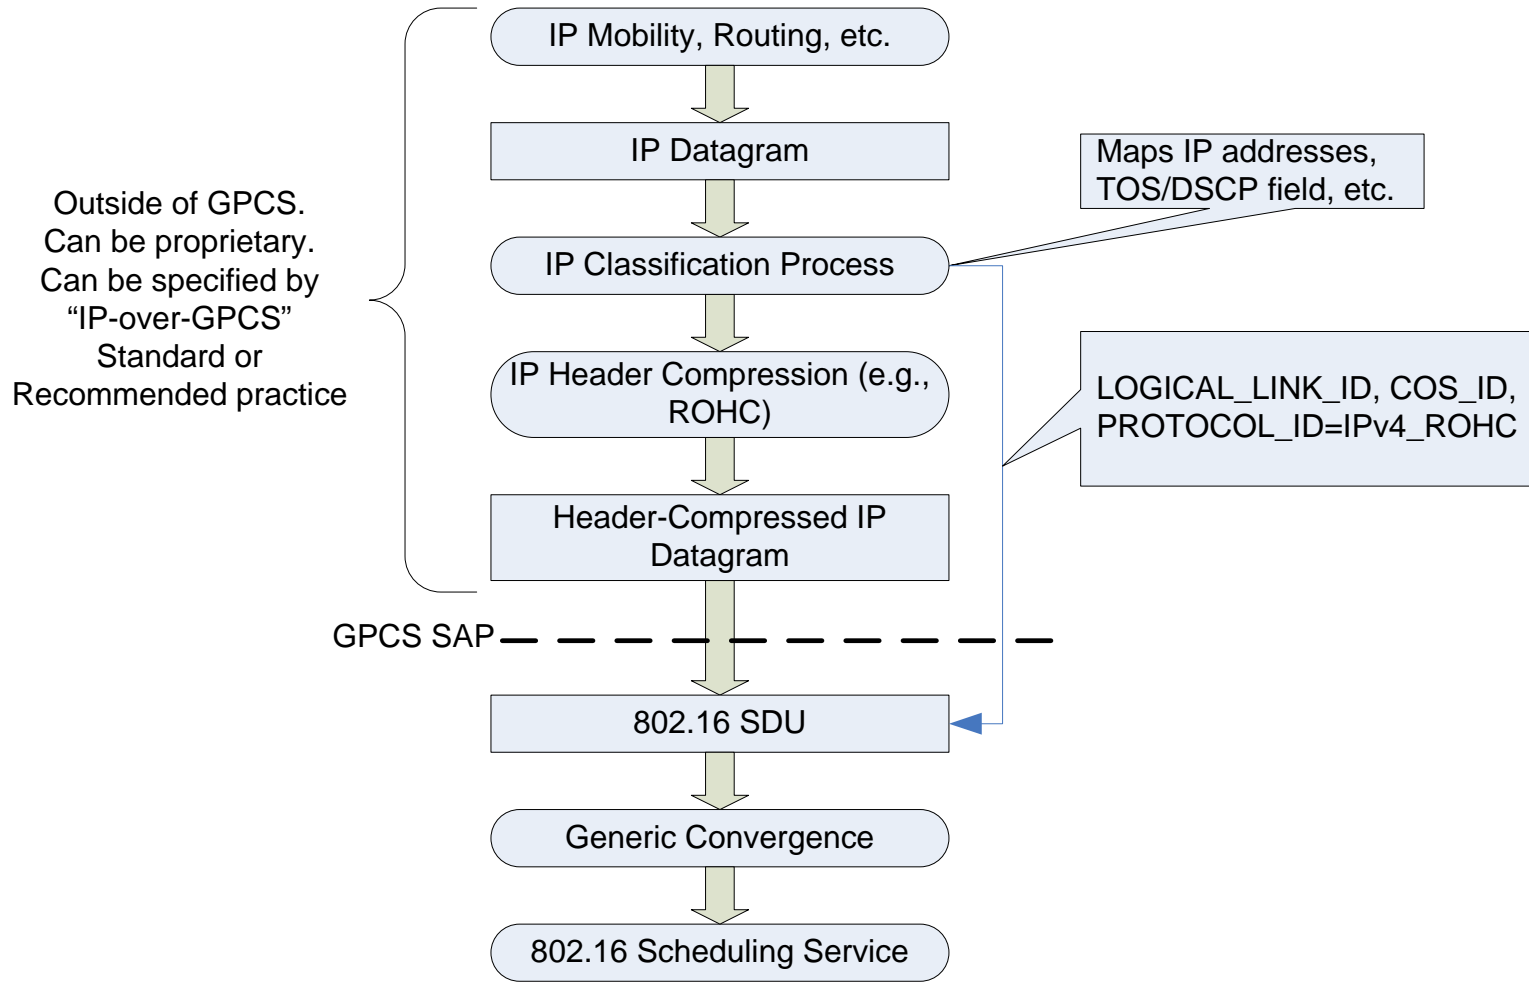 IP Mobility, Routing, etc.
IP Datagram
Maps IP addresses,
TOS/DSCP field, etc.
Outside of GPCS.
Can be proprietary.
Can be specified by
“IP-over-GPCS”
Standard or
Recommended practice
IP Classification Process
IP Header Compression (e.g.,
ROHC)
LOGICAL_LINK_ID, COS_ID,
PROTOCOL_ID=IPv4_ROHC
Header-Compressed IP
Datagram
GPCS SAP
802.16 SDU
Generic Convergence
802.16 Scheduling Service